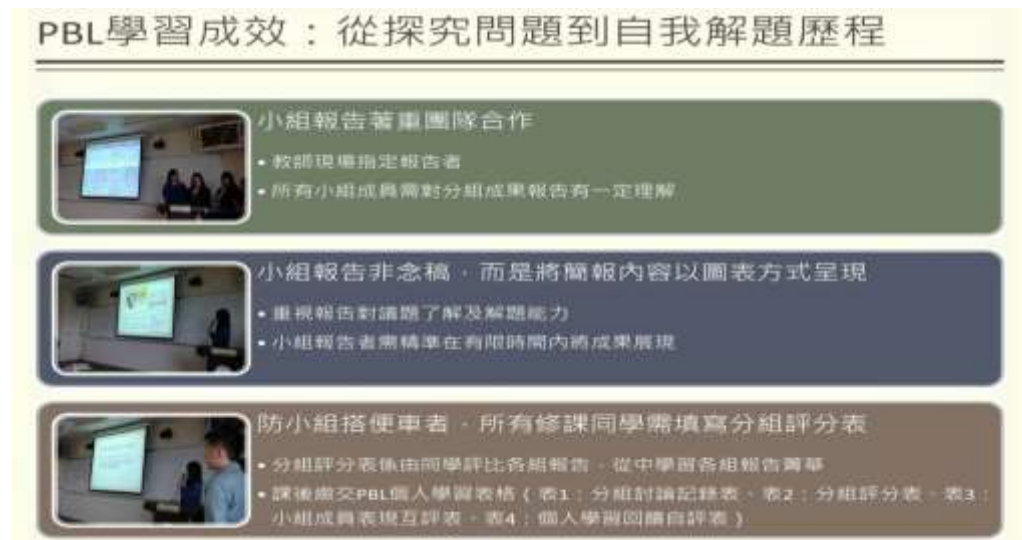 PBL學習成效：從探究問題到自我解題歷程
小組報告著重團隊合作
• 教師現場指定報告者
• 所有小組成員需對分組成果報告有一定理解
小組報告非念稿，而是將簡報內容以圖表方式呈現
• 重視報告對議題了解及解題能力
• 小組報告者需精準在有限時間內將成果展現
防小組搭便車者，所有修課同學需填寫分組評分表
• 分組評分表係由同學評比各組報告，從中學習各組報告菁華
• 課後繳交PBL個人學習表格（表1：分組討論記錄表、表2：分組評分表、表3：
小組成員表現互評表、表4：個人學習回饋自評表）